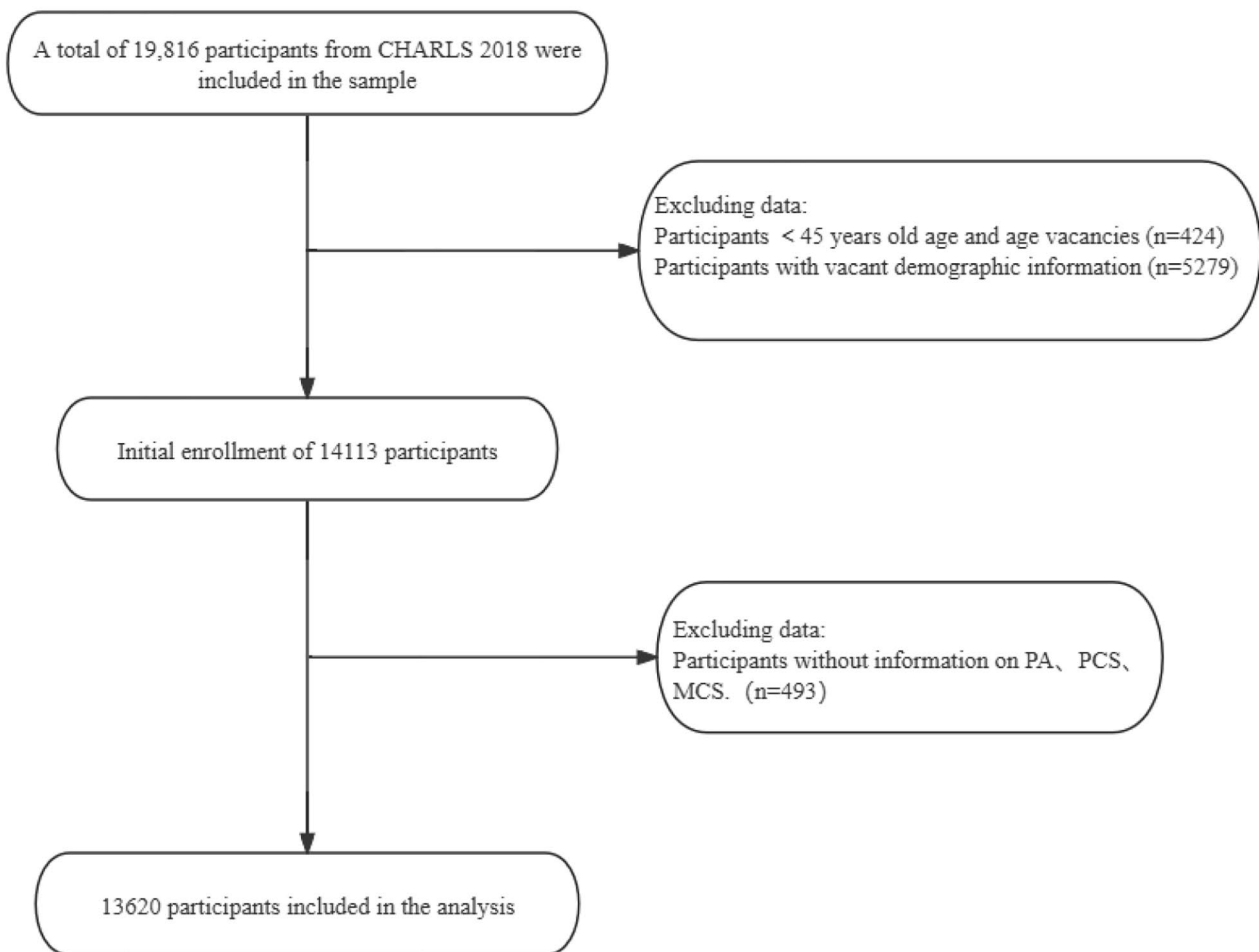 A total of 19,816 participants from CHARLS 2018 were
included in the sample
Excluding data:
Participants < 45 years old age and age vacancies (n=424)
Participants with vacant demographic information (n=5279)
Initial enrollment of 14113 participants
Excluding data:
Participants without information on PA、PCS、
MCS.（n=493）
13620 participants included in the analysis